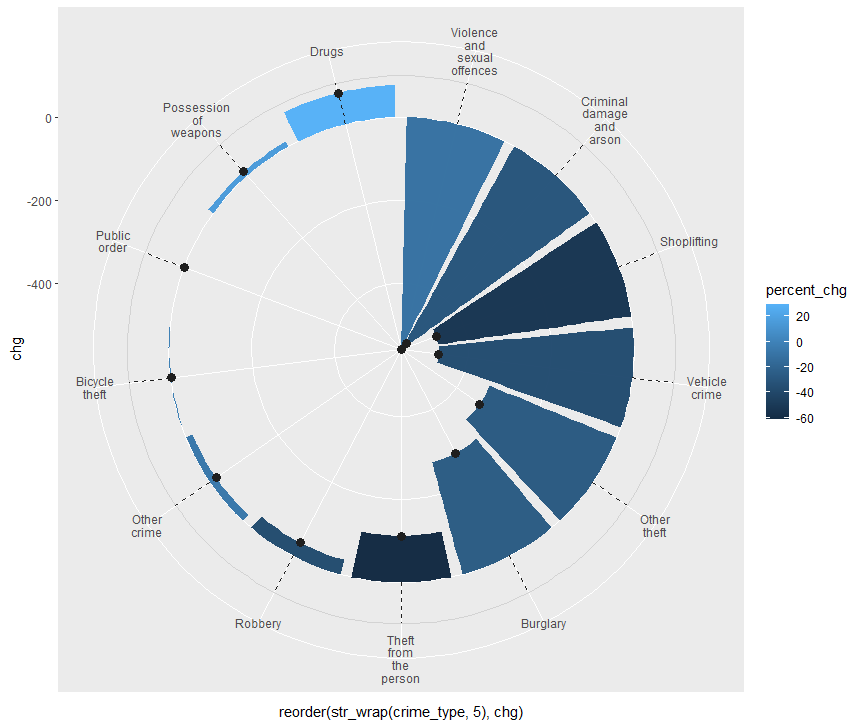 Violence
and
sexual
offences
Drugs
Criminal
damage
and
arson
Possession
of
weapons
0
-200
-400
Public
order
Shoplifting
Bicycle
theft
Vehicle
crime
Other
crime
Other
theft
Robbery
Burglary
Theft
from
the
person
chg
reorder(str_wrap(crime_type, 5), chg)
percent_chg
20
0
-20
-40
-60